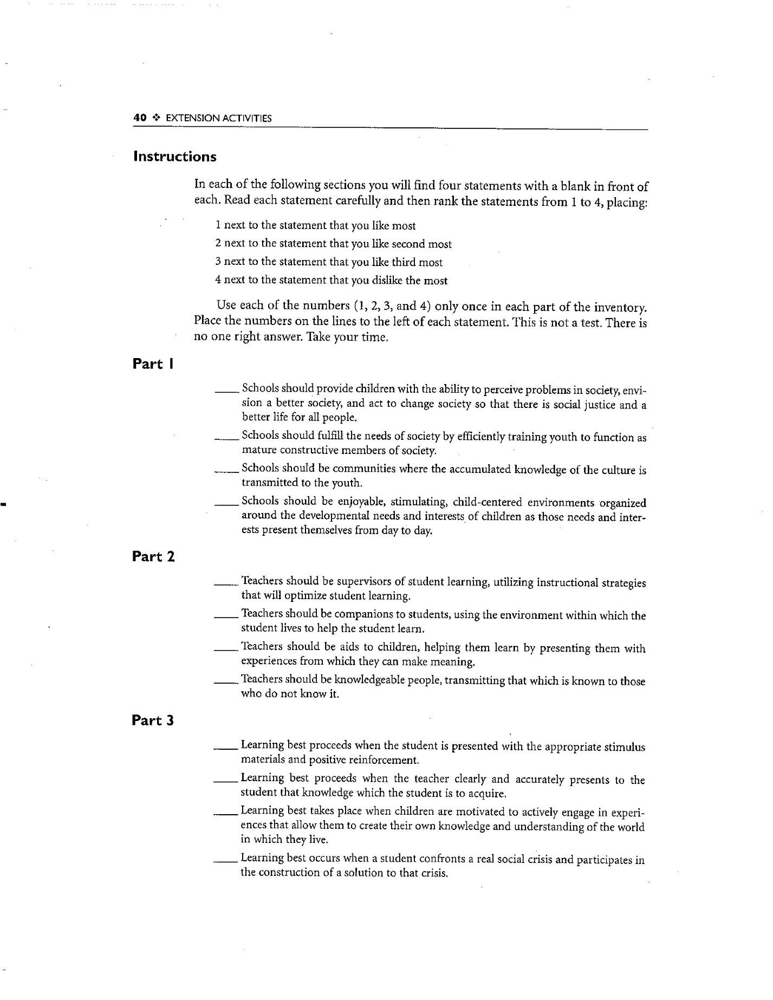 40 ❖ EXTENSION ACTIVITIES
Instructions
In each of the following sections you will find four statements with a blank in front of
each. Read each statement carefully and then rank the statements from 1 to 4, placing:
1 next to the statement that you like most
2 next to the statement that you like second most
3 next to the statement that you like third most
4 next to the statement that you dislike the most
Use each of the numbers (1, 2, 3, and 4) only once in each part of the inventory.
Place the numbers on the lines to the left of each statement. This is not a test. There is
no one right answer. Take your time.
Part 1
____ Schools should provide children with the ability to perceive problems in society, envi-
sion a better society, and act to change society so that there is social justice and a
better life for all people.
____ Schools should fulfill the needs of society by efficiently training youth to function as
mature constructive members of society.
____ Schools should be communities where the accumulated knowledge of the culture is
transmitted to the youth.
____ Schools should be enjoyable, stimulating, child-centered environments organized
around the developmental needs and interests of children as those needs and inter-
ests present themselves from day to day.
Part 2
____ Teachers should be supervisors of student learning, utilizing instructional strategies
that will optimize student learning.
____ Teachers should be companions to students, using the environment within which the
student lives to help the student learn.
____ Teachers should be aids to children, helping them learn by presenting them with
experiences from which they can make meaning.
____ Teachers should be knowledgeable people, transmitting that which is known to those
who do not know it.
Part 3
____ Learning best proceeds when the student is presented with the appropriate stimulus
materials and positive reinforcement.
____ Learning best proceeds when the teacher clearly and accurately presents to the
student that knowledge which the student is to acquire.
____ Learning best takes place when children are motivated to actively engage in experi-
ences that allow them to create their own knowledge and understanding of the world
in which they live.
____ Learning best occurs when a student confronts a real social crisis and participates in
the construction of a solution to that crisis.